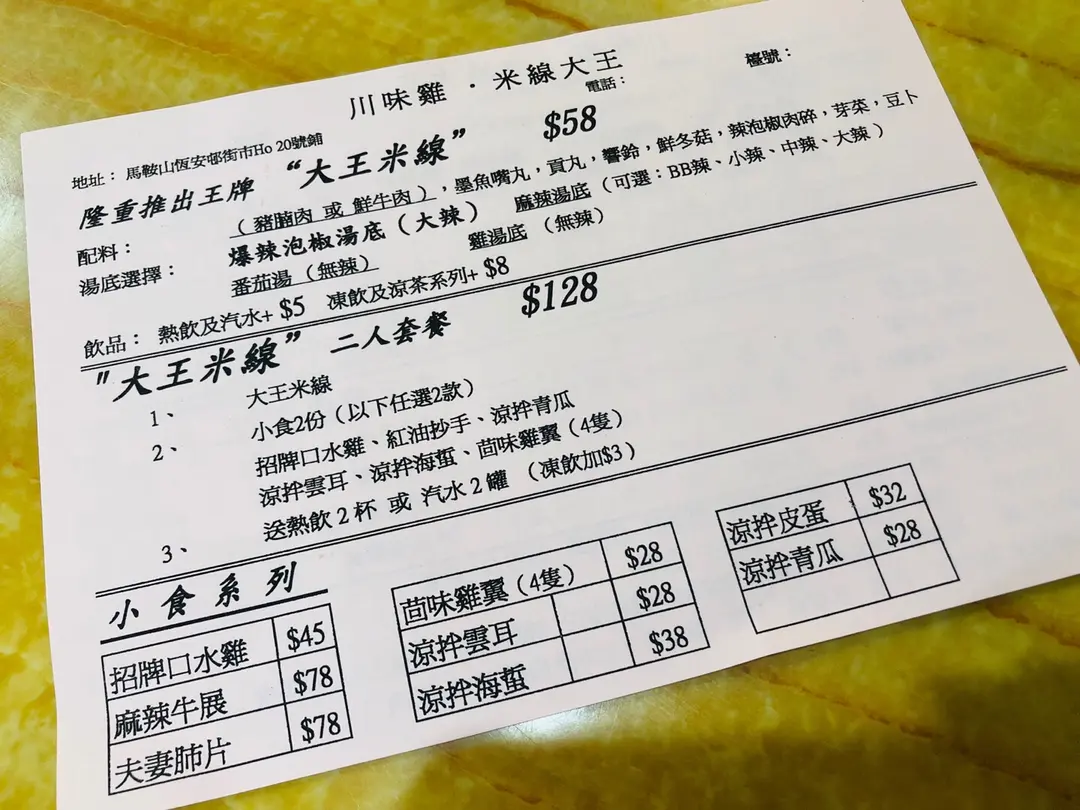 川味雞．米線大王
檯號：
地址： 馬鞍山恆安邨街市Ho 20號鋪
電話：
隆重推出王牌 “大王米線” $58
配料： （豬腩肉 或 鮮牛肉），墨魚嘴丸，貢丸，響鈴，鮮冬菇，辣泡椒肉碎，芽菜，豆卜
湯底選擇： 爆辣泡椒湯底（大辣） 麻辣湯底（可選：BB辣、小辣、中辣、大辣）
番茄湯（無辣） 雞湯底 （無辣）
飲品： 熱飲及汽水+ $5 凍飲及涼茶系列+ $8
"大王米線” 二人套餐 $128
1、 大王米線
2、 小食2份（以下任選2款）
招牌口水雞、紅油抄手、涼拌青瓜
涼拌雲耳、涼拌海蜇、茴味雞翼（4隻）
3、 送熱飲２杯 或 汽水２罐 （凍飲加$3）
小食系列
招牌口水雞 $45
麻辣牛展 $78
夫妻肺片 $78
茴味雞翼（4隻） $28
涼拌雲耳 $28
涼拌海蜇 $38
涼拌皮蛋 $32
涼拌青瓜 $28